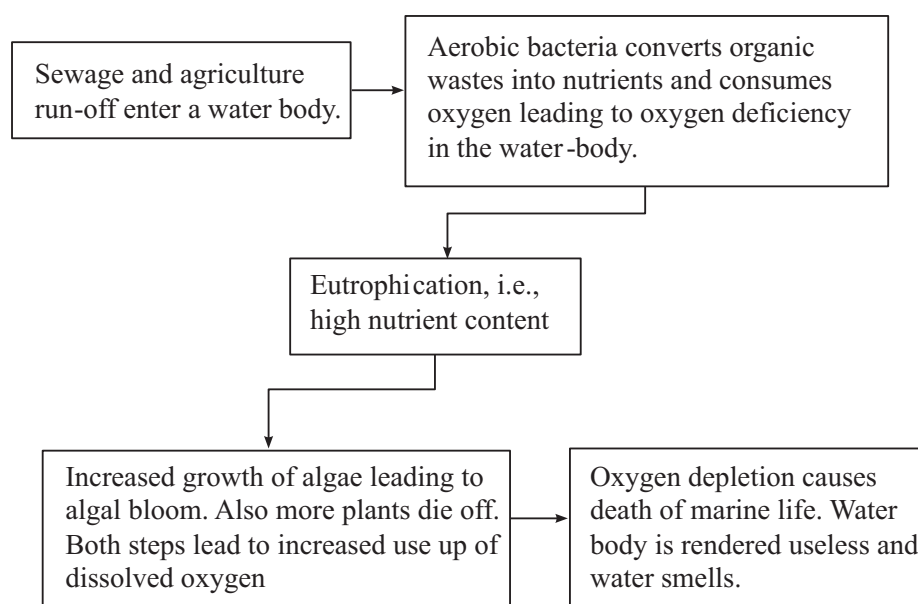 Sewage and agriculture
run-off enter a water body.
Aerobic bacteria converts organic
wastes into nutrients and consumes
oxygen leading to oxygen deficiency
in the water-body.
Eutrophication, i.e.,
high nutrient content
Increased growth of algae leading to
algal bloom. Also more plants die off.
Both steps lead to increased use up of
dissolved oxygen
Oxygen depletion causes
death of marine life. Water
body is rendered useless and
water smells.